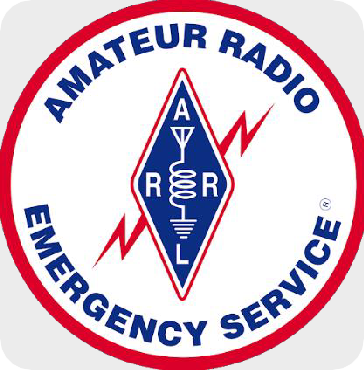 AMATEUR RADIO
A
R R
L
EMERGENCY SERVICE ®